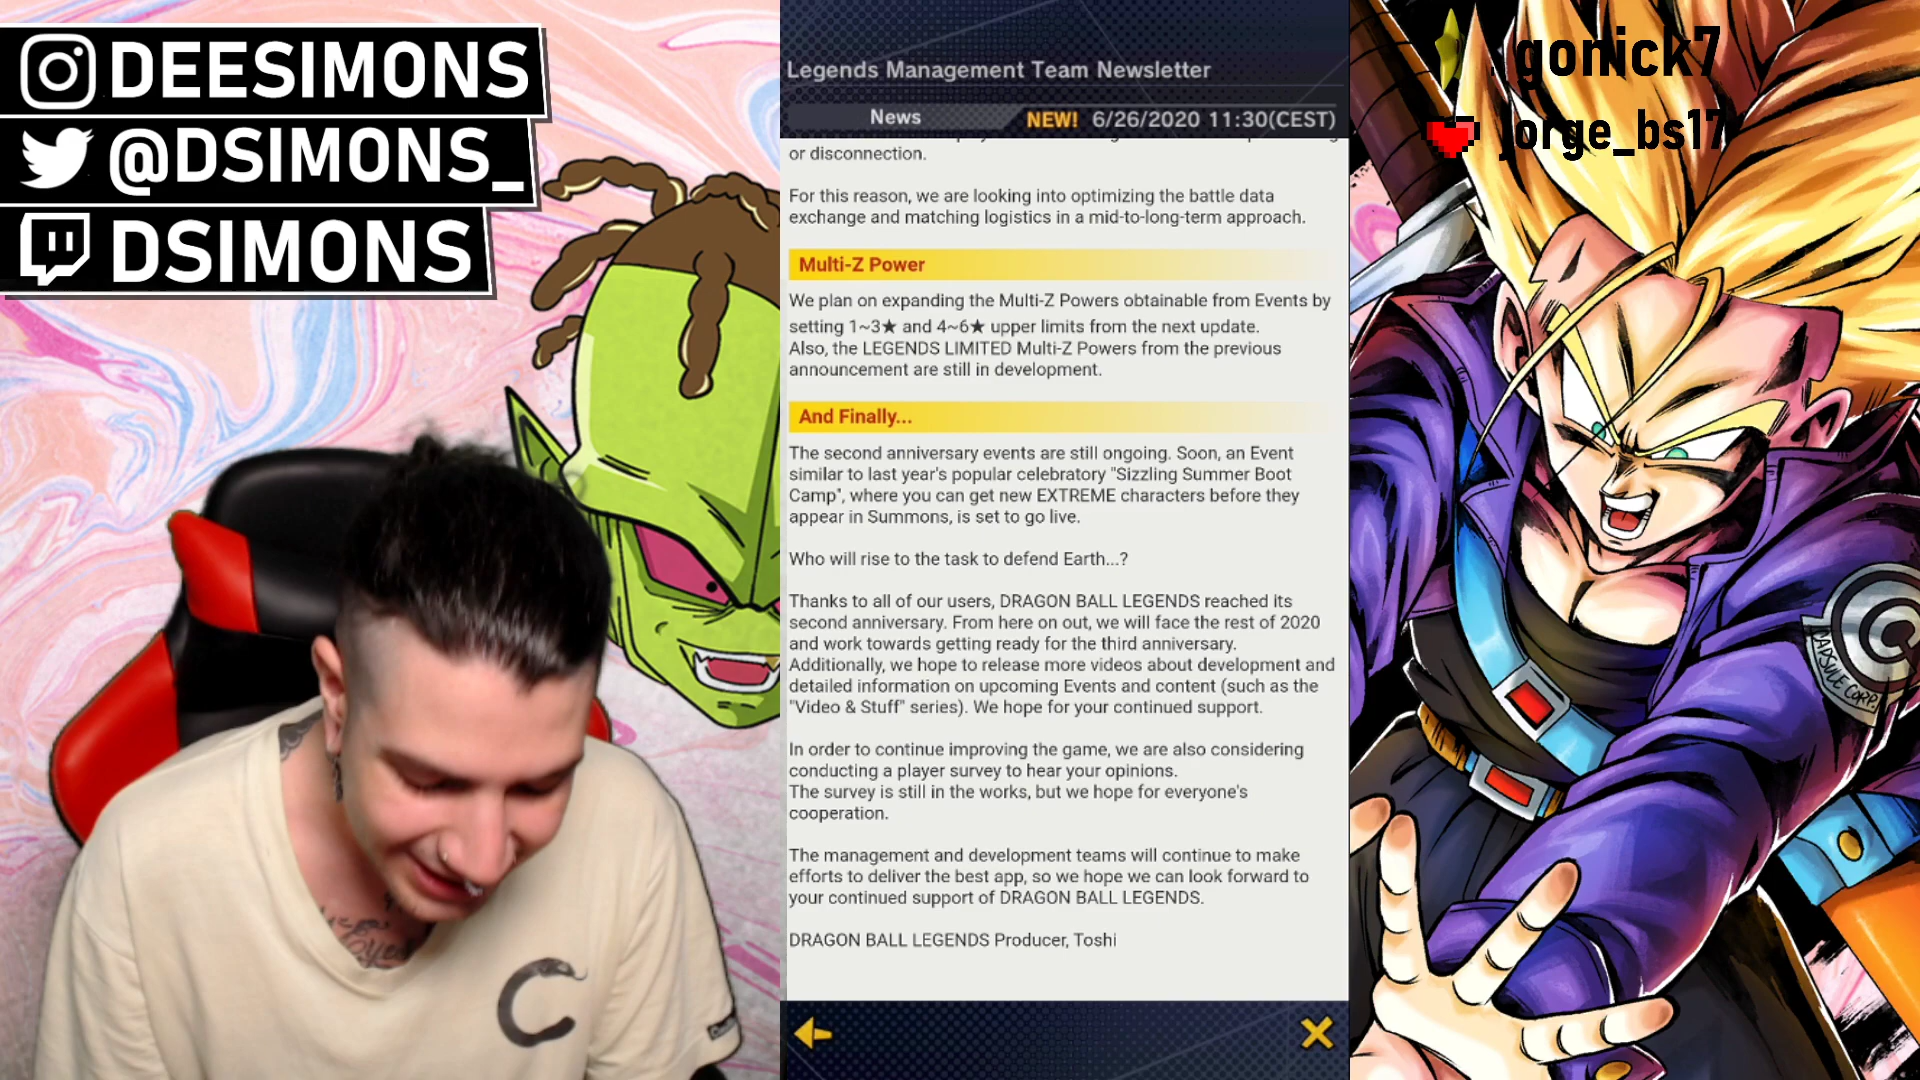 DEESIMONS
@DSIMONS_
DSIMONS
Legends Management Team Newsletter
News
NEW! 6/26/2020 11:30(CEST)
or disconnection.
For this reason, we are looking into optimizing the battle data
exchange and matching logistics in a mid-to-long-term approach.
Multi-Z Power
We plan on expanding the Multi-Z Powers obtainable from Events by
setting 1~3★ and 4~6★ upper limits from the next update.
Also, the LEGENDS LIMITED Multi-Z Powers from the previous
announcement are still in development.
And Finally...
The second anniversary events are still ongoing. Soon, an Event
similar to last year's popular celebratory "Sizzling Summer Boot
Camp", where you can get new EXTREME characters before they
appear in Summons, is set to go live.
Who will rise to the task to defend Earth...?
Thanks to all of our users, DRAGON BALL LEGENDS reached its
second anniversary. From here on out, we will face the rest of 2020
and work towards getting ready for the third anniversary.
Additionally, we hope to release more videos about development and
detailed information on upcoming Events and content (such as the
"Video & Stuff" series). We hope for your continued support.
In order to continue improving the game, we are also considering
conducting a player survey to hear your opinions.
The survey is still in the works, but we hope for everyone's
cooperation.
The management and development teams will continue to make
efforts to deliver the best app, so we hope we can look forward to
your continued support of DRAGON BALL LEGENDS.
DRAGON BALL LEGENDS Producer, Toshi
jorge_bs17
CAPSULE CORP.